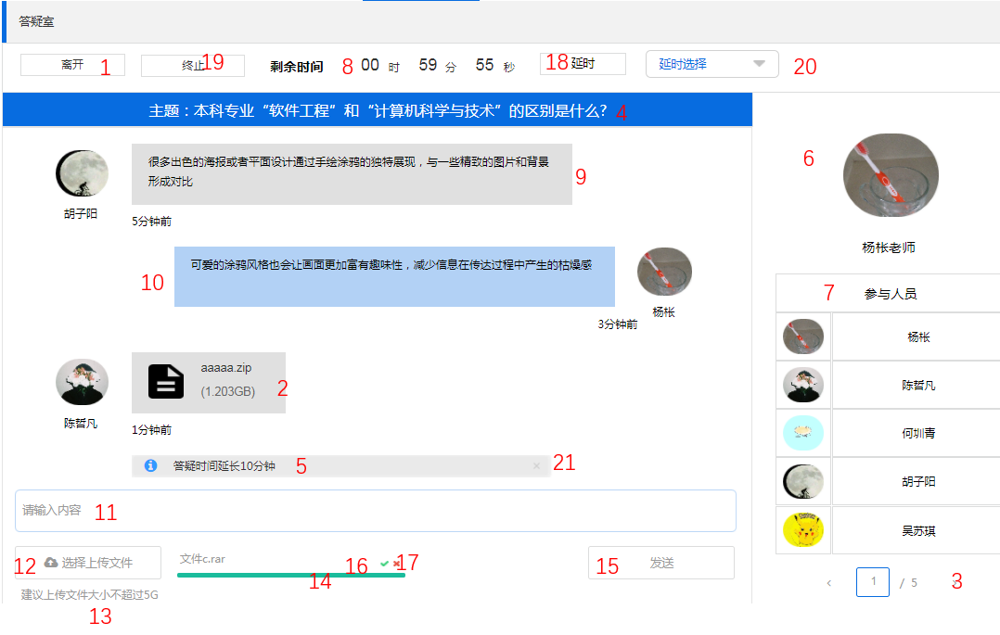 答疑室
离开 1
终止 19
剩余时间 8 00 时 59 分 55 秒
18 延时
延时选择
20
主题：本科专业“软件工程”和“计算机科学与技术”的区别是什么? 4
很多出色的海报或者平面设计通过手绘涂鸦的独特展现，与一些精致的图片和背景
形成对比
9
胡子阳
5分钟前
10
可爱的涂鸦风格也会让画面更加富有趣味性，减少信息在传达过程中产生的枯燥感
杨枨
3分钟前
aaaaa.zip
(1.203GB)
2
陈哲凡
1分钟前
答疑时间延长10分钟 5
×
21
请输入内容 11
12 选择上传文件
文件c.rar
16
17
14
15 发送
建议上传文件大小不超过5G
13
6
杨枨老师
7 参与人员
杨枨
陈哲凡
何圳青
胡子阳
吴苏琪
‹ 1 / 5
3